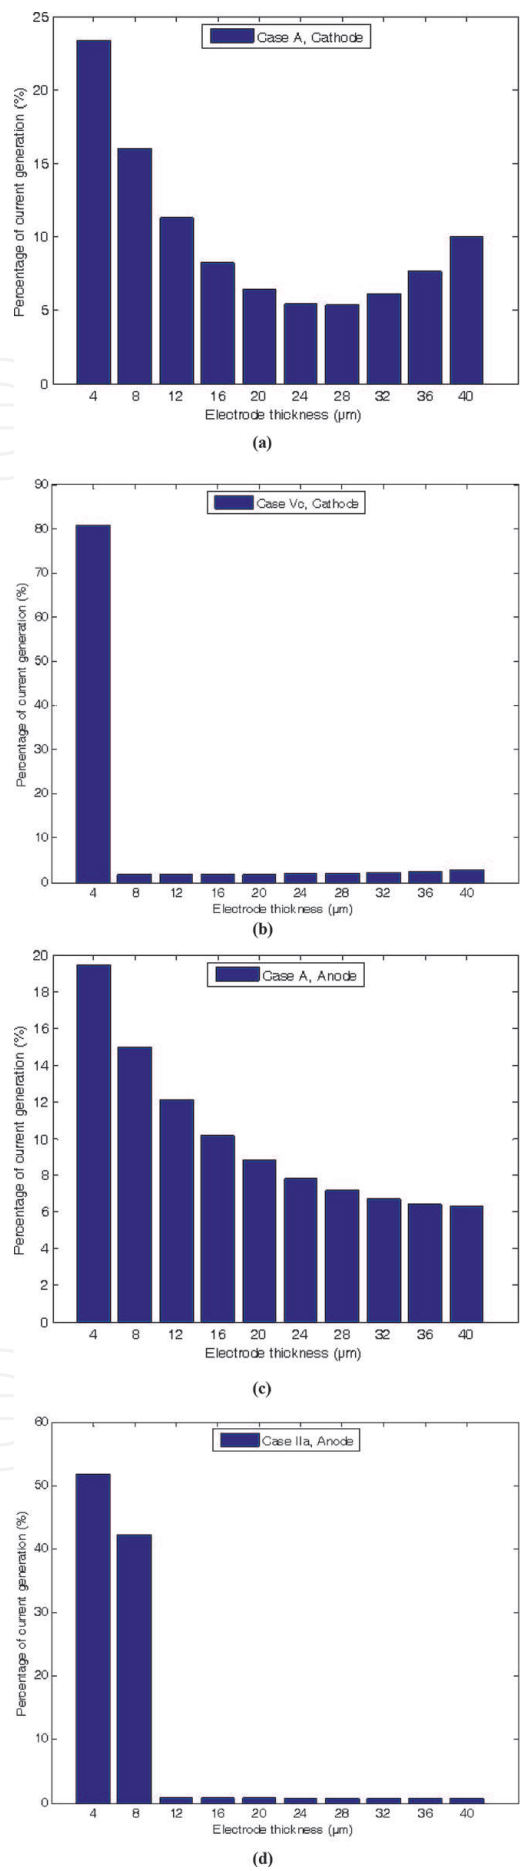 Case A, Cathode
Percentage of current generation (%)
25
20
15
10
5
0
4 8 12 16 20 24 28 32 36 40
Electrode thickness (µm)
(a)
Case Vc, Cathode
Percentage of current generation (%)
90
80
70
60
50
40
30
20
10
0
4 8 12 16 20 24 28 32 36 40
Electrode thickness (µm)
(b)
Case A, Anode
Percentage of current generation (%)
20
18
16
14
12
10
8
6
4
2
0
4 8 12 16 20 24 28 32 36 40
Electrode thickness (µm)
(c)
Case IIa, Anode
Percentage of current generation (%)
60
50
40
30
20
10
0
4 8 12 16 20 24 28 32 36 40
Electrode thickness (µm)
(d)